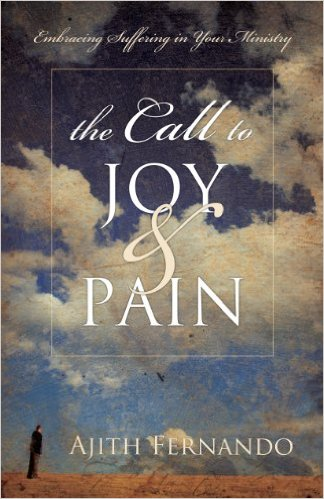 Embracing Suffering in Your Ministry
the Call to
JOY
&
PAIN
AJITH FERNANDO